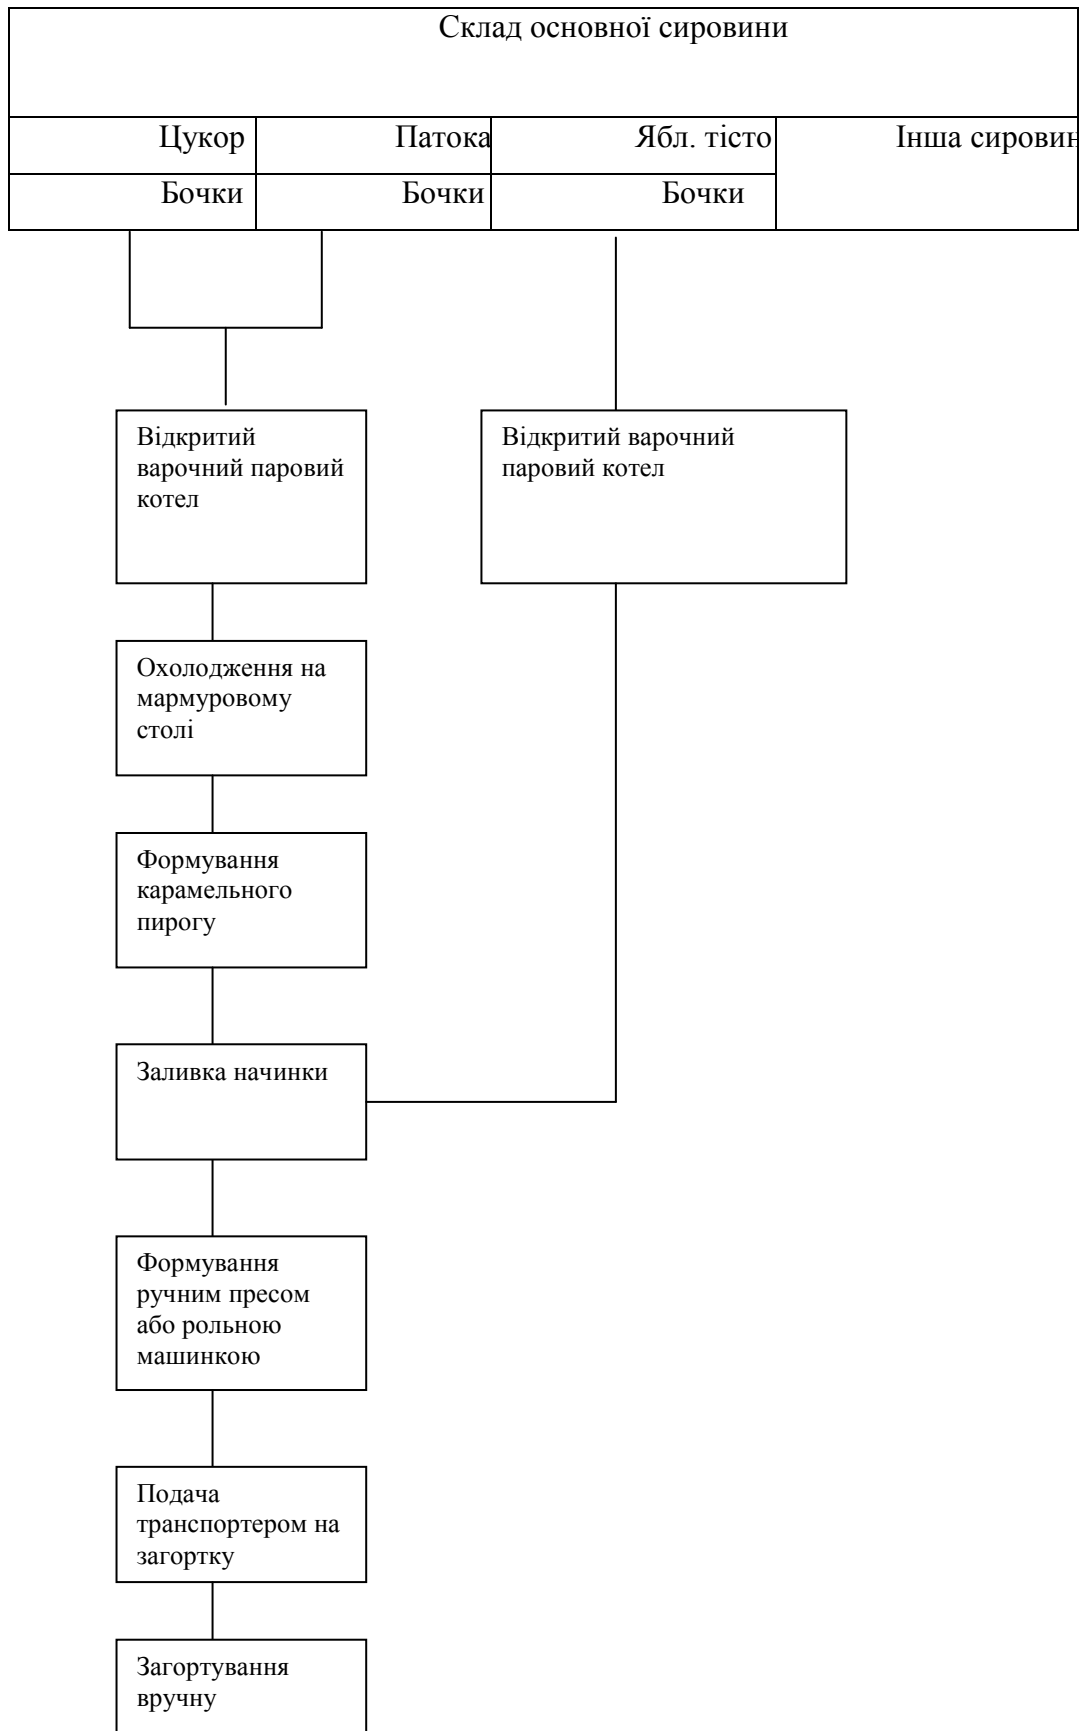 Склад основної сировини
Цукор Патока Ябл. тісто Інша сировин
Бочки Бочки Бочки
Відкритий
варочний паровий
котел
Відкритий варочний
паровий котел
Охолодження на
мармуровому
столі
Формування
карамельного
пирогу
Заливка начинки
Формування
ручним пресом
або рольною
машинкою
Подача
транспортером на
загортку
Загортування
вручну